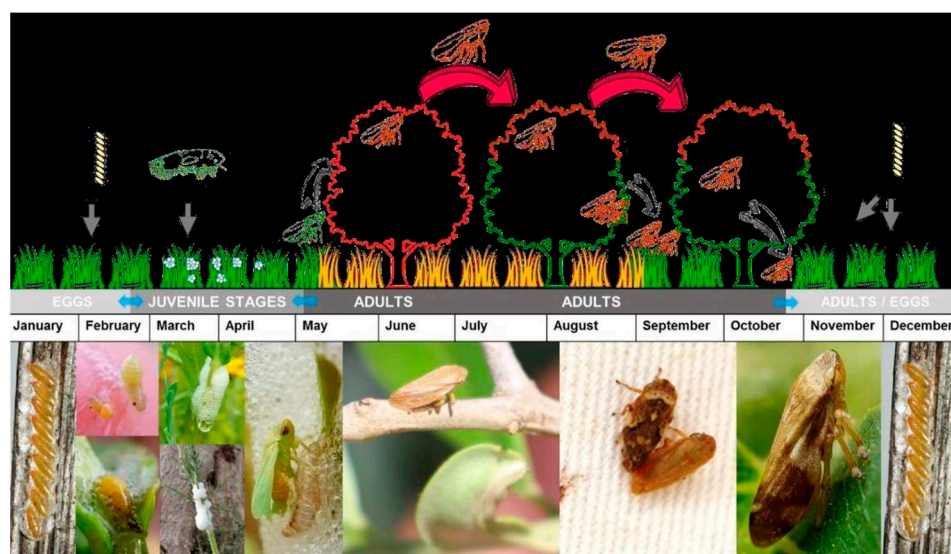 EGGS JUVENILE STAGES ADULTS ADULTS ADULTS / EGGS
January February March April May June July August September October November December